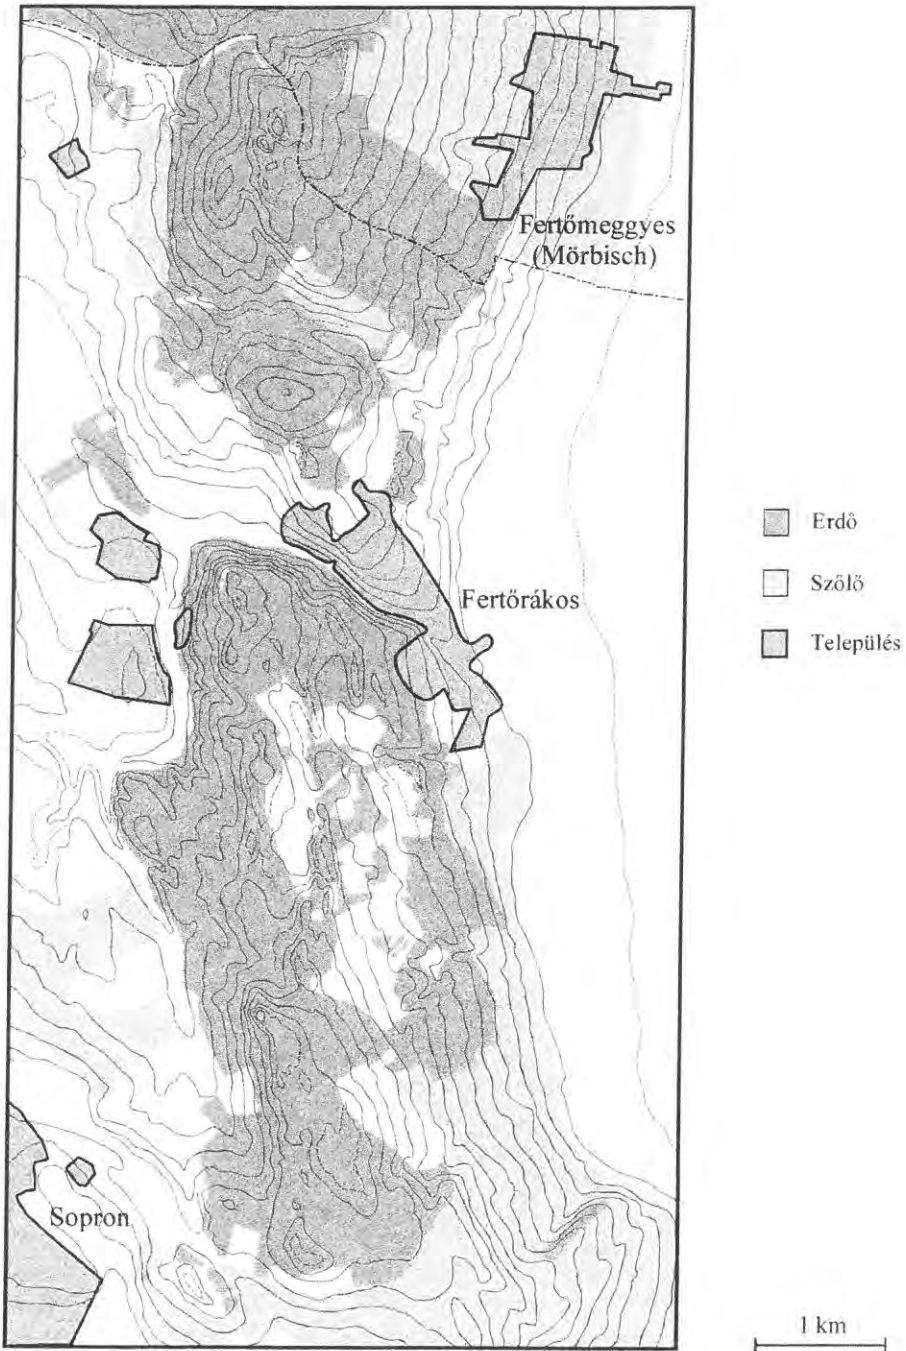 Fertőmeggyes
(Mörbisch)
Erdő
Szőlő
Fertőrákos
Település
Sopron
1 km